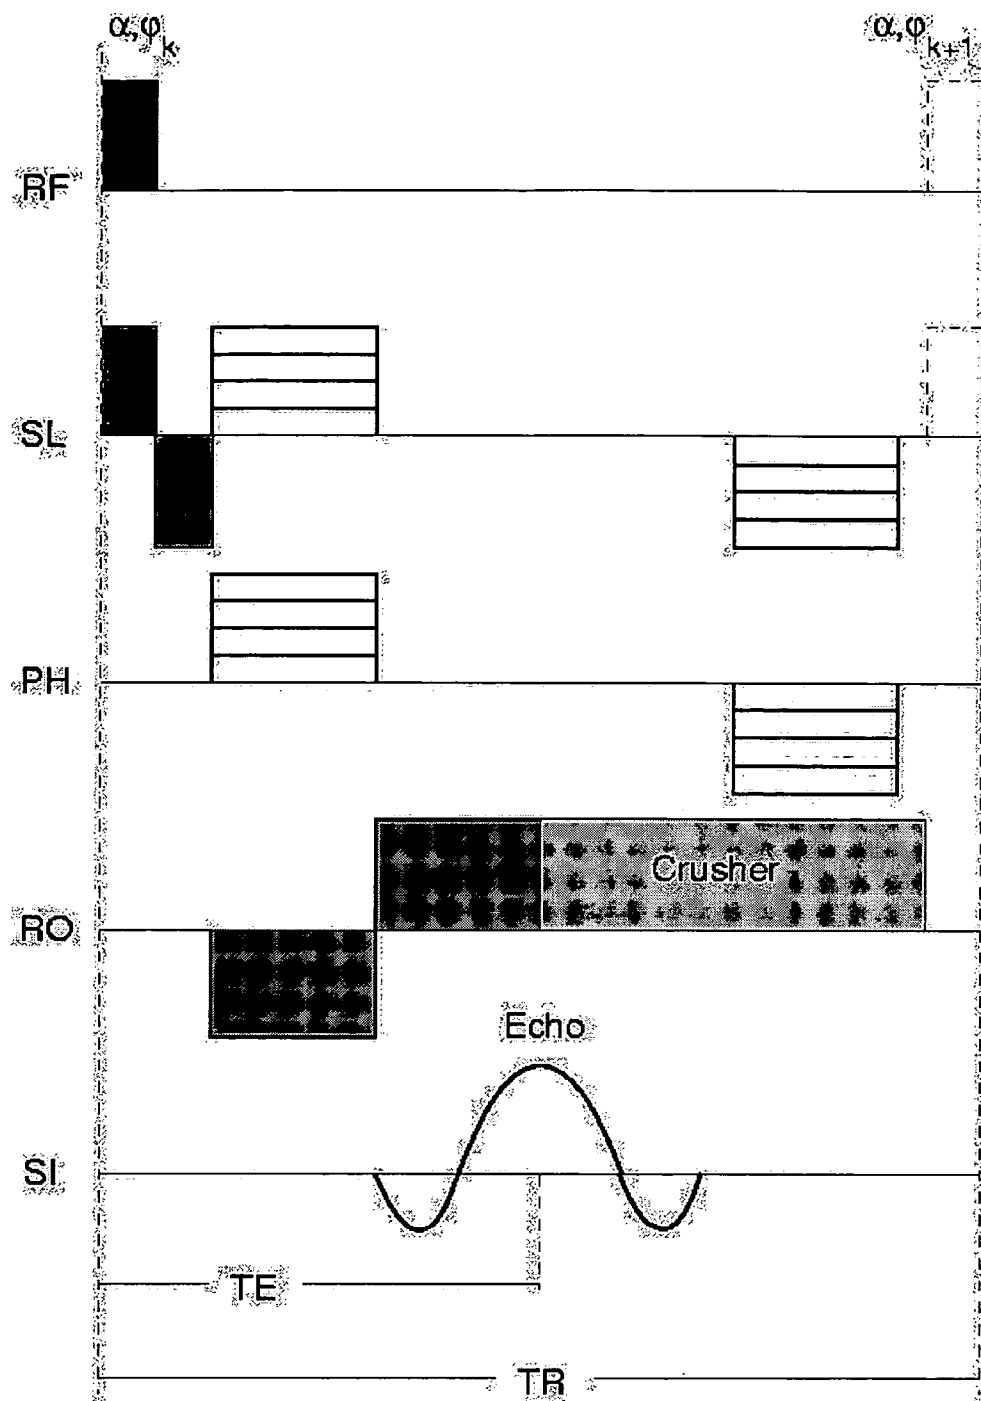 α,φk α,φk+1
RF
SL
PH
Crusher
RO
Echo
SI
TE
TR